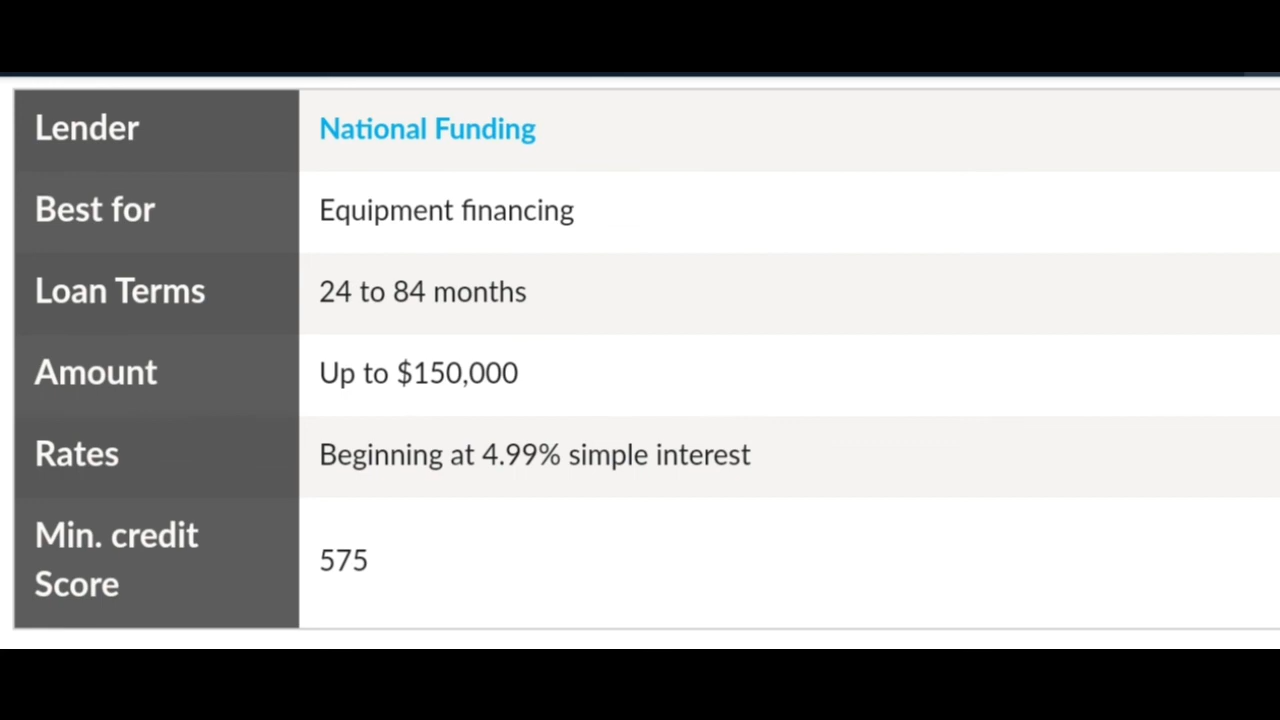 Lender National Funding
Best for Equipment financing
Loan Terms 24 to 84 months
Amount Up to $150,000
Rates Beginning at 4.99% simple interest
Min. credit
Score 575